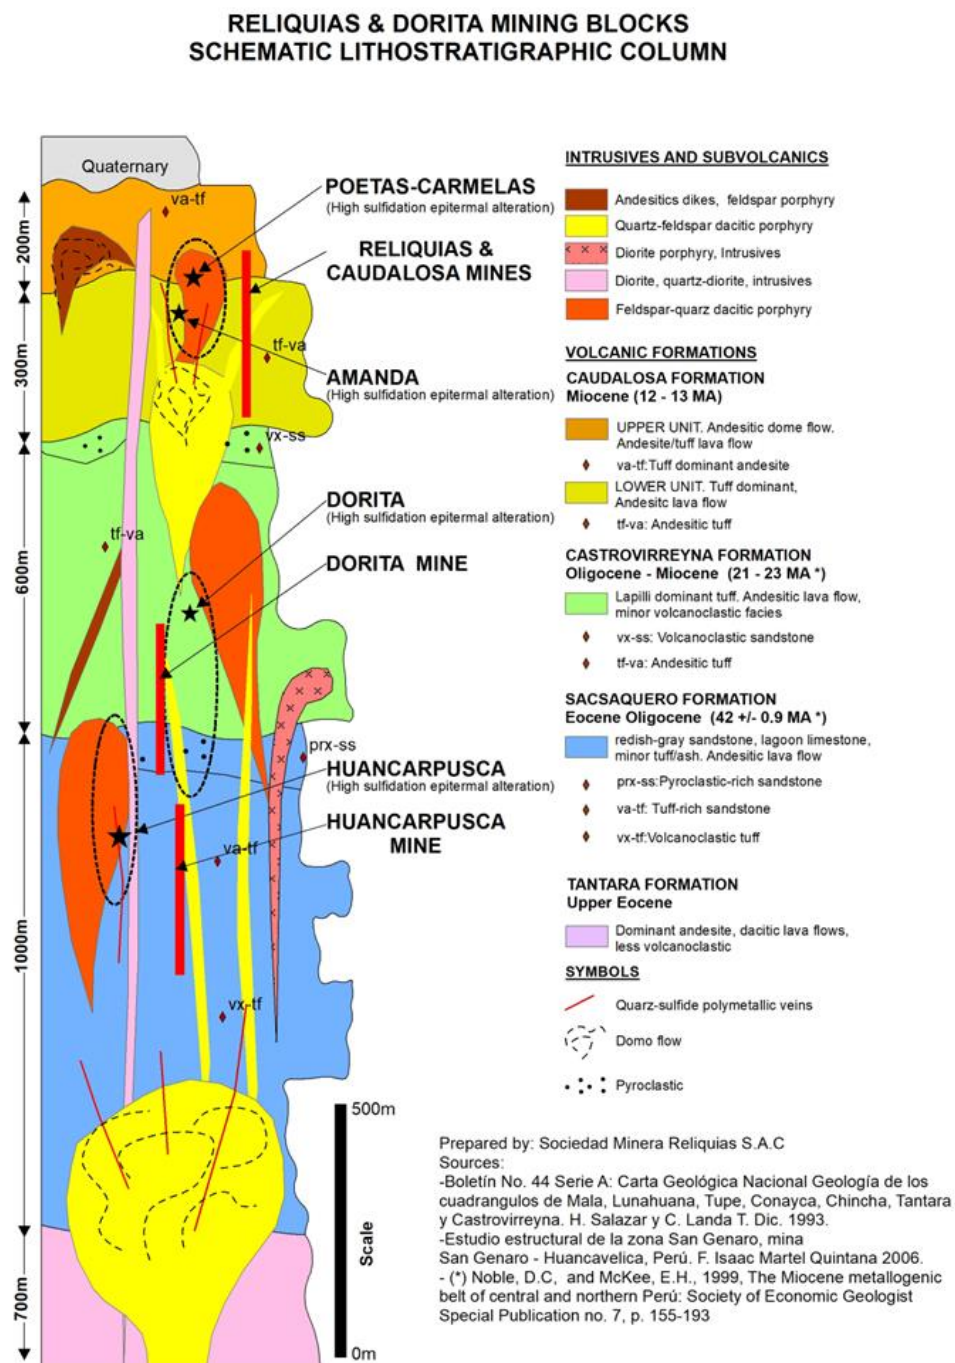 RELIQUIAS & DORITA MINING BLOCKS
SCHEMATIC LITHOSTRATIGRAPHIC COLUMN
Quaternary
va-tf
POETAS-CARMELAS
(High sulfidation epitermal alteration)
RELIQUIAS &
CAUDALOSA MINES
tf-va
AMANDA
(High sulfidation epitermal alteration)
vx-ss
DORITA
(High sulfidation epitermal alteration)
tf-va
DORITA MINE
prx-ss
HUANCARPUSCA
(High sulfidation epitermal alteration)
HUANCARPUSCA
MINE
va-tf
vx-tf
200m
300m
600m
1000m
700m
500m
Scale
0m
INTRUSIVES AND SUBVOLCANICS
Andesitics dikes, feldspar porphyry
Quartz-feldspar dacitic porphyry
Diorite porphyry, Intrusives
Diorite, quartz-diorite, intrusives
Feldspar-quarz dacitic porphyry
VOLCANIC FORMATIONS
CAUDALOSA FORMATION
Miocene (12 - 13 MA)
UPPER UNIT. Andesitic dome flow.
Andesite/tuff lava flow
va-tf:Tuff dominant andesite
LOWER UNIT. Tuff dominant,
Andesitc lava flow
tf-va: Andesitic tuff
CASTROVIRREYNA FORMATION
Oligocene - Miocene (21 - 23 MA *)
Lapilli dominant tuff. Andesitic lava flow,
minor volcanoclastic facies
vx-ss: Volcanoclastic sandstone
tf-va: Andesitic tuff
SACSAQUERO FORMATION
Eocene Oligocene (42 +/- 0.9 MA *)
redish-gray sandstone, lagoon limestone,
minor tuff/ash. Andesitic lava flow
prx-ss:Pyroclastic-rich sandstone
va-tf: Tuff-rich sandstone
vx-tf:Volcanoclastic tuff
TANTARA FORMATION
Upper Eocene
Dominant andesite, dacitic lava flows,
less volcanoclastic
SYMBOLS
Quarz-sulfide polymetallic veins
Domo flow
Pyroclastic
Prepared by: Sociedad Minera Reliquias S.A.C
Sources:
-Boletín No. 44 Serie A: Carta Geológica Nacional Geología de los
cuadrangulos de Mala, Lunahuana, Tupe, Conayca, Chincha, Tantara
y Castrovirreyna. H. Salazar y C. Landa T. Dic. 1993.
-Estudio estructural de la zona San Genaro, mina
San Genaro - Huancavelica, Perú. F. Isaac Martel Quintana 2006.
- (*) Noble, D.C, and McKee, E.H., 1999, The Miocene metallogenic
belt of central and northern Perú: Society of Economic Geologist
Special Publication no. 7, p. 155-193